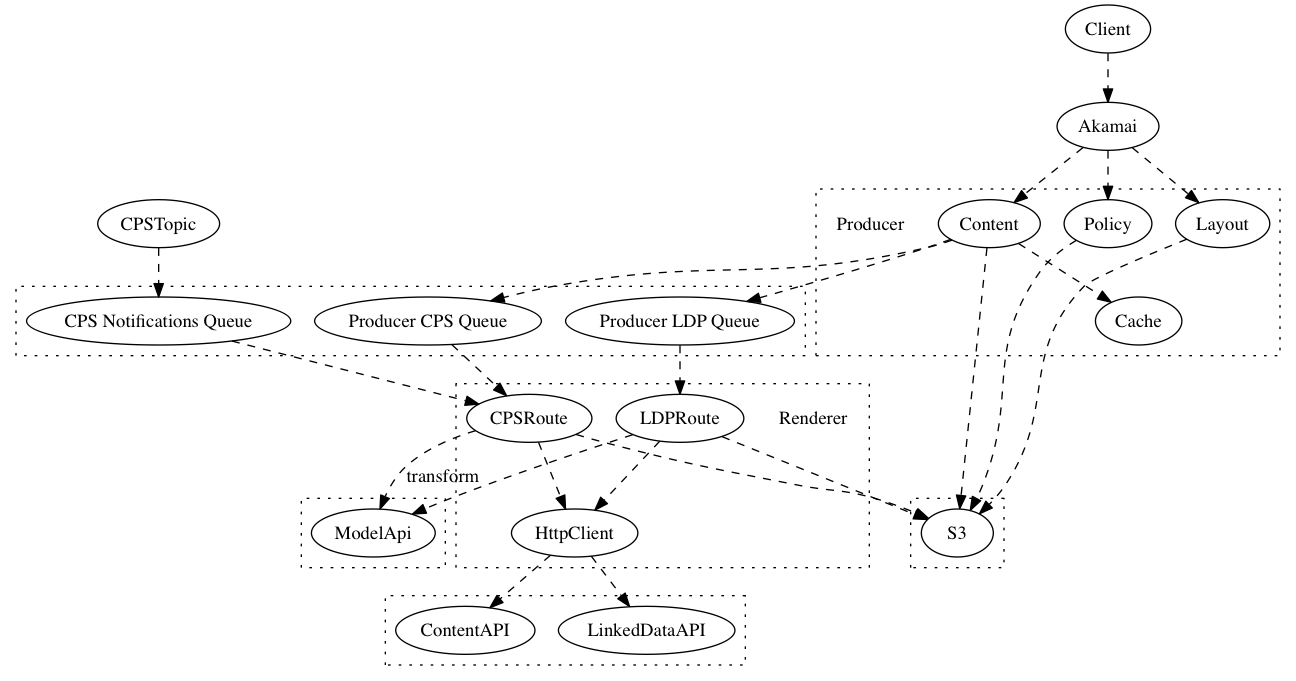 Client
Akamai
CPSTopic
Producer
Content
Policy
Layout
CPS Notifications Queue
Producer CPS Queue
Producer LDP Queue
Cache
CPSRoute
LDPRoute
Renderer
transform
ModelApi
HttpClient
S3
ContentAPI
LinkedDataAPI